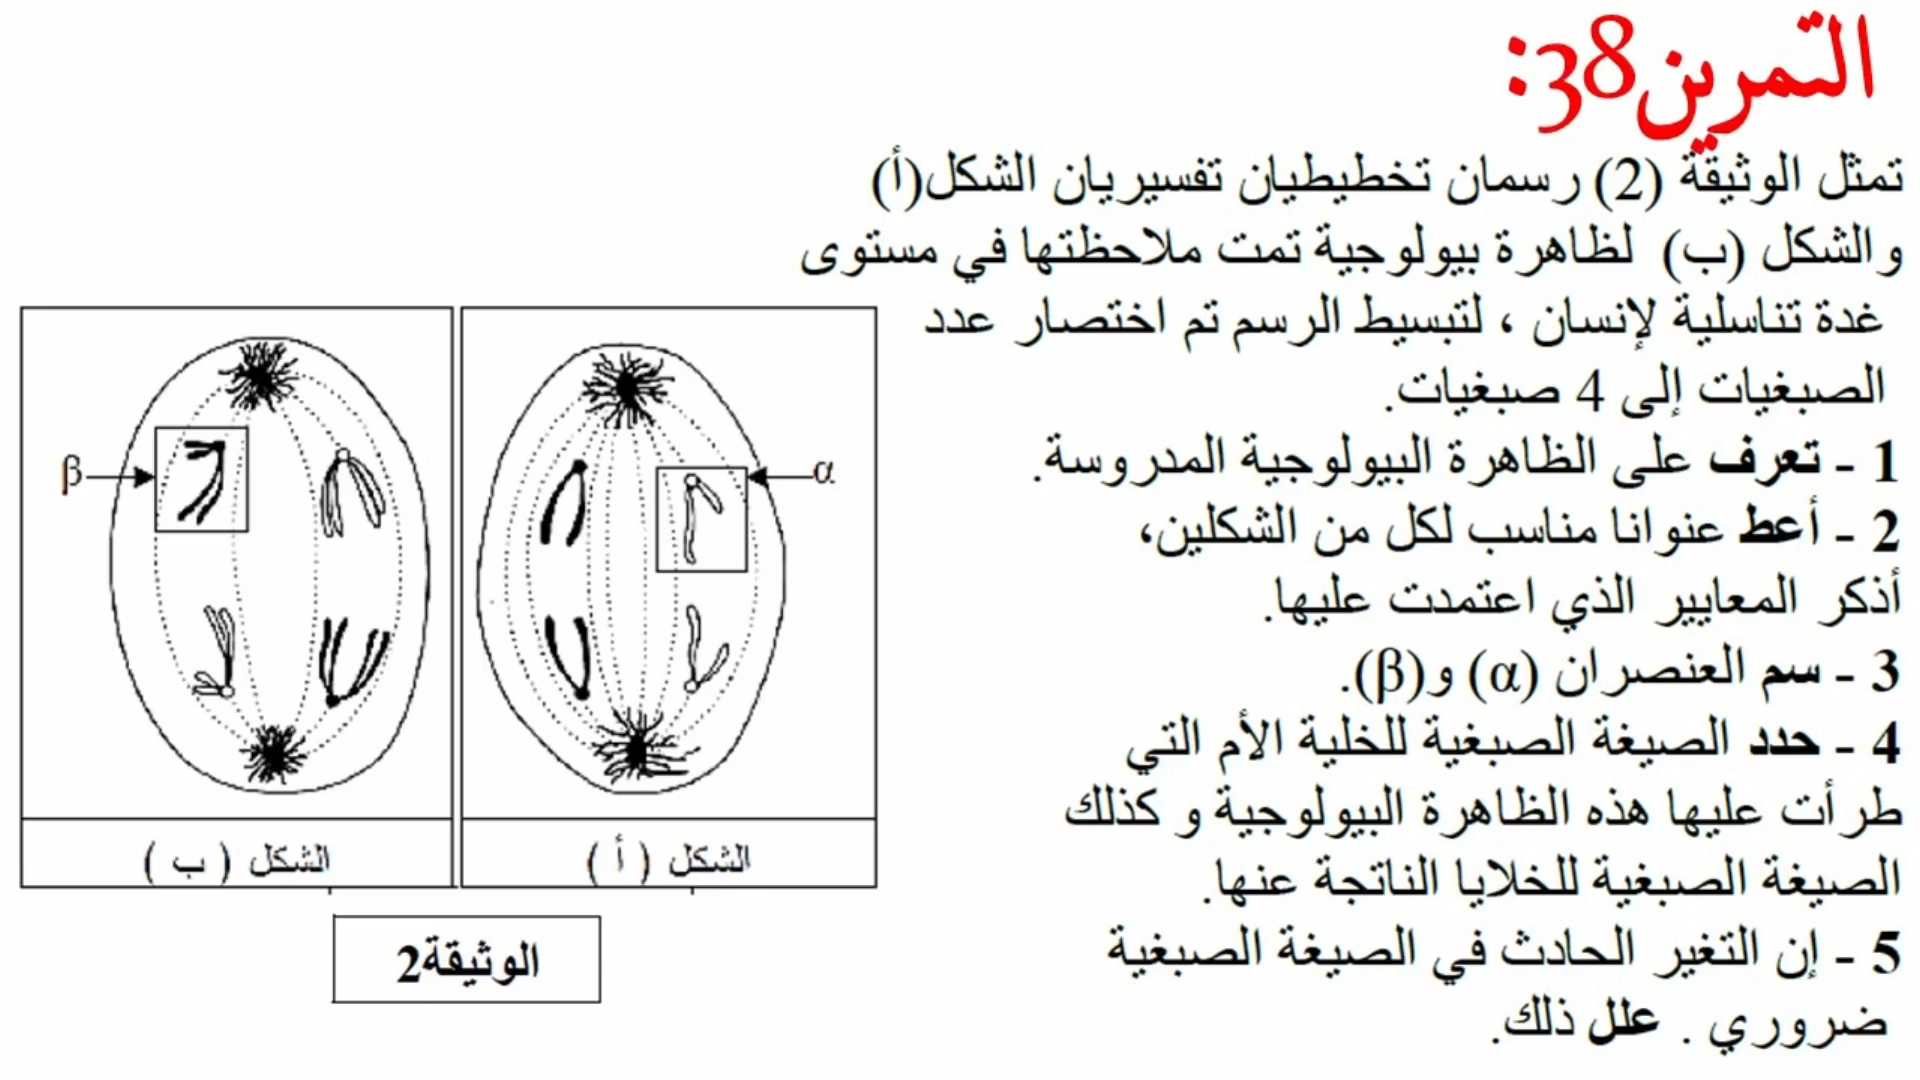 التمرين38:
تمثل الوثيقة (2) رسمان تخطيطيان تفسيريان الشكل(أ)
والشكل (ب) لظاهرة بيولوجية تمت ملاحظتها في مستوى
غدة تناسلية لإنسان ، لتبسيط الرسم تم اختصار عدد
الصبغيات إلى 4 صبغيات.
1 - تعرف على الظاهرة البيولوجية المدروسة.
2 - أعط عنوانا مناسب لكل من الشكلين،
أذكر المعايير الذي اعتمدت عليها.
3 - سم العنصران (α) و(β).
4 - حدد الصيغة الصبغية للخلية الأم التي
طرأت عليها هذه الظاهرة البيولوجية و كذلك
الصيغة الصبغية للخلايا الناتجة عنها.
5 - إن التغير الحادث في الصيغة الصبغية
ضروري . علل ذلك.
α
β
الشكل ( أ )
الشكل ( ب )
الوثيقة2